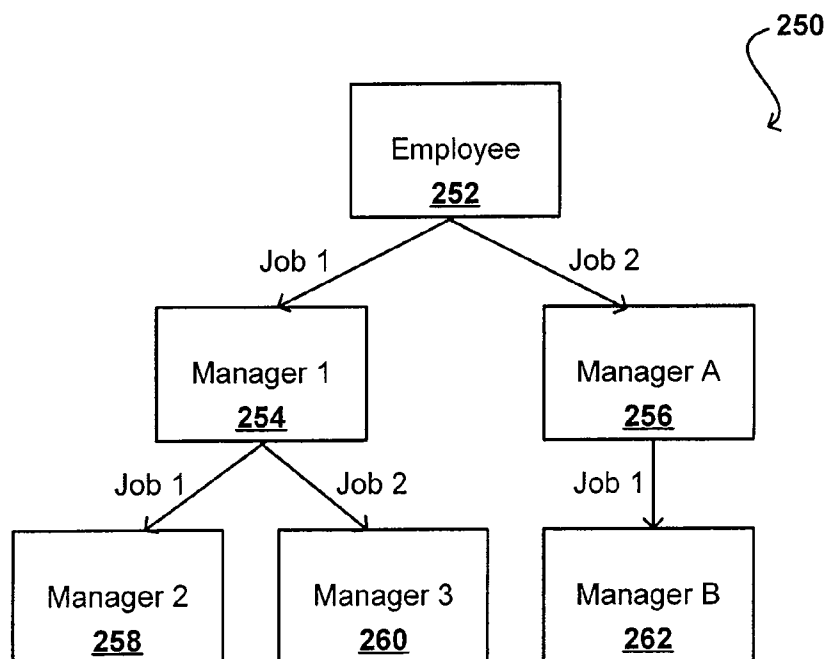 250
Employee
252
Job 1
Job 2
Manager 1
254
Manager A
256
Job 1
Job 2
Job 1
Manager 2
258
Manager 3
260
Manager B
262